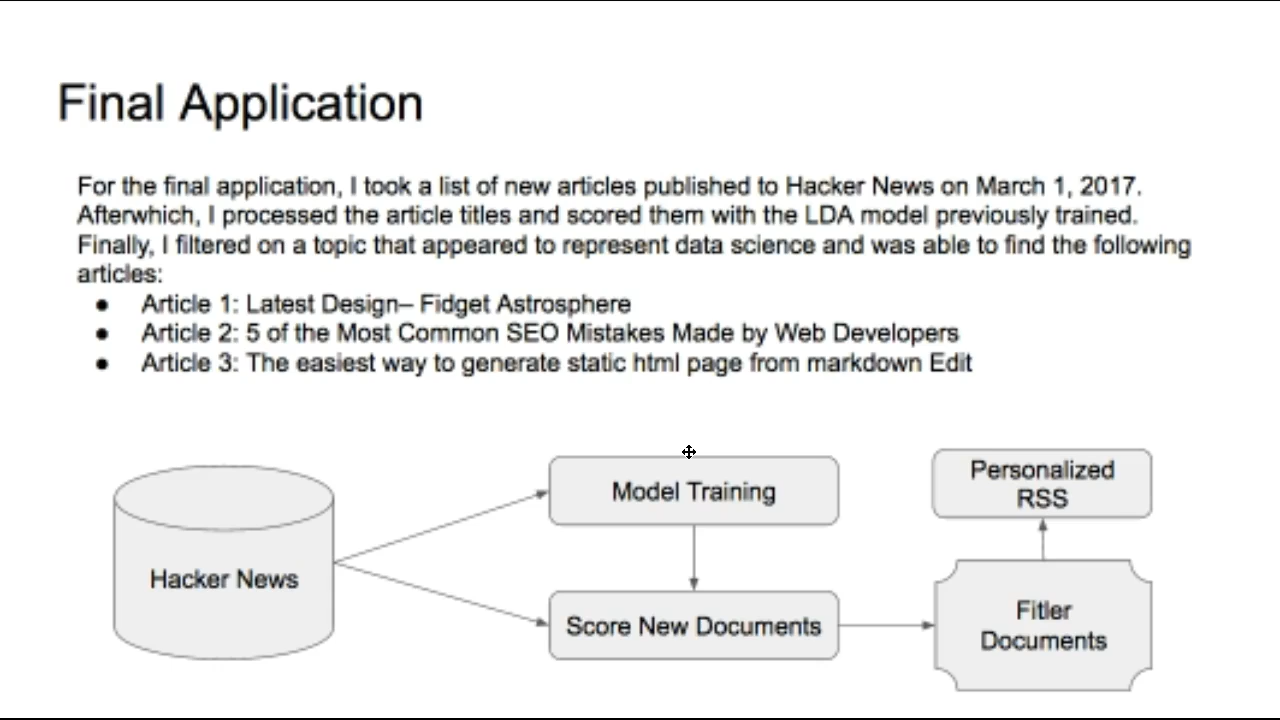 Final Application
For the final application, I took a list of new articles published to Hacker News on March 1, 2017.
Afterwhich, I processed the article titles and scored them with the LDA model previously trained.
Finally, I filtered on a topic that appeared to represent data science and was able to find the following
articles:
● Article 1: Latest Design– Fidget Astrosphere
● Article 2: 5 of the Most Common SEO Mistakes Made by Web Developers
● Article 3: The easiest way to generate static html page from markdown Edit
Hacker News
Model Training
Score New Documents
Personalized
RSS
Fitler
Documents